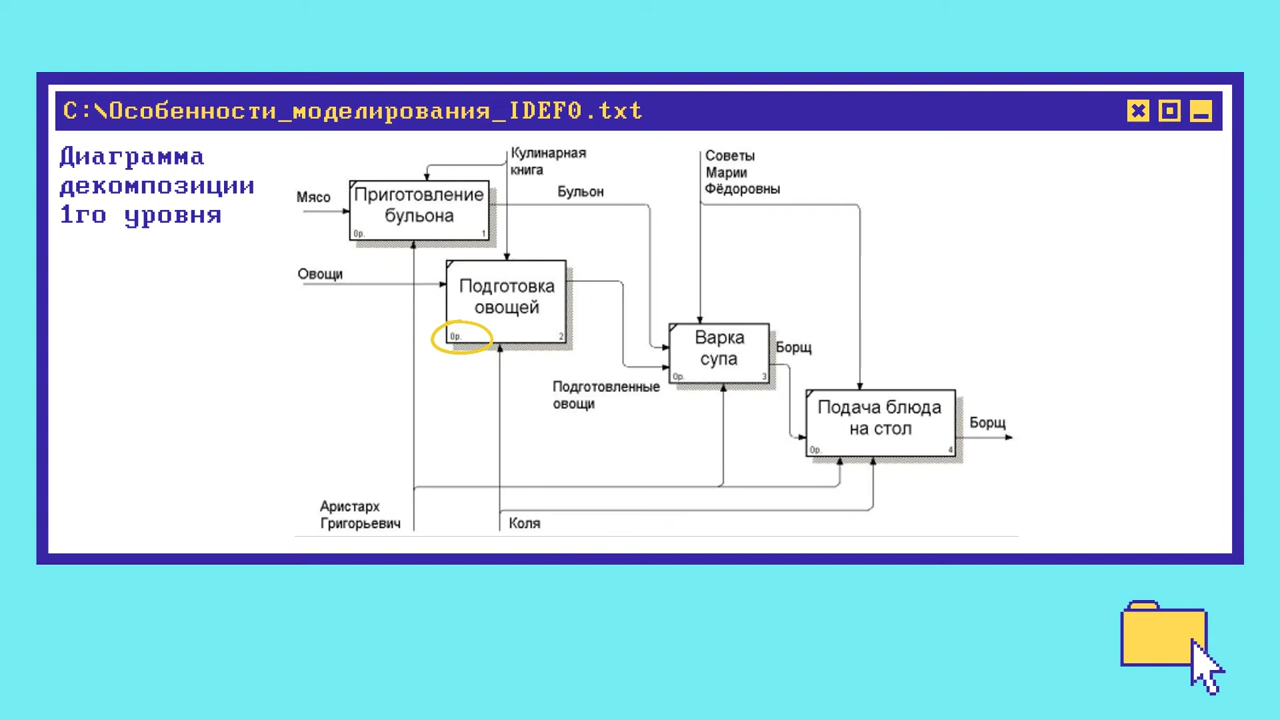 C:\Особенности_моделирования_IDEF0.txt
Диаграмма
декомпозиции
1го уровня
Кулинарная
книга
Советы
Марии
Фёдоровны
Мясо
Приготовление
бульона
0р.
1
Бульон
Овощи
Подготовка
овощей
0р.
2
Варка
супа
0р.
3
Борщ
Подготовленные
овощи
Подача блюда
на стол
0р.
4
Борщ
Аристарх
Григорьевич
Коля